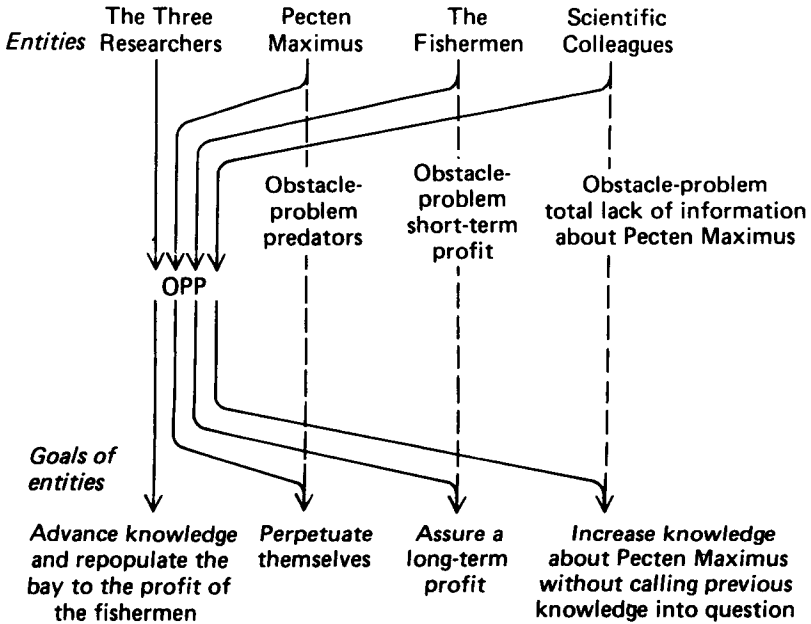 The Three
Researchers
Pecten
Maximus
The
Fishermen
Scientific
Colleagues
Entities
Obstacle-
problem
predators
Obstacle-
problem
short-term
profit
Obstacle-problem
total lack of information
about Pecten Maximus
OPP
Goals of
entities
Advance knowledge
and repopulate the
bay to the profit of
the fishermen
Perpetuate
themselves
Assure a
long-term
profit
Increase knowledge
about Pecten Maximus
without calling previous
knowledge into question